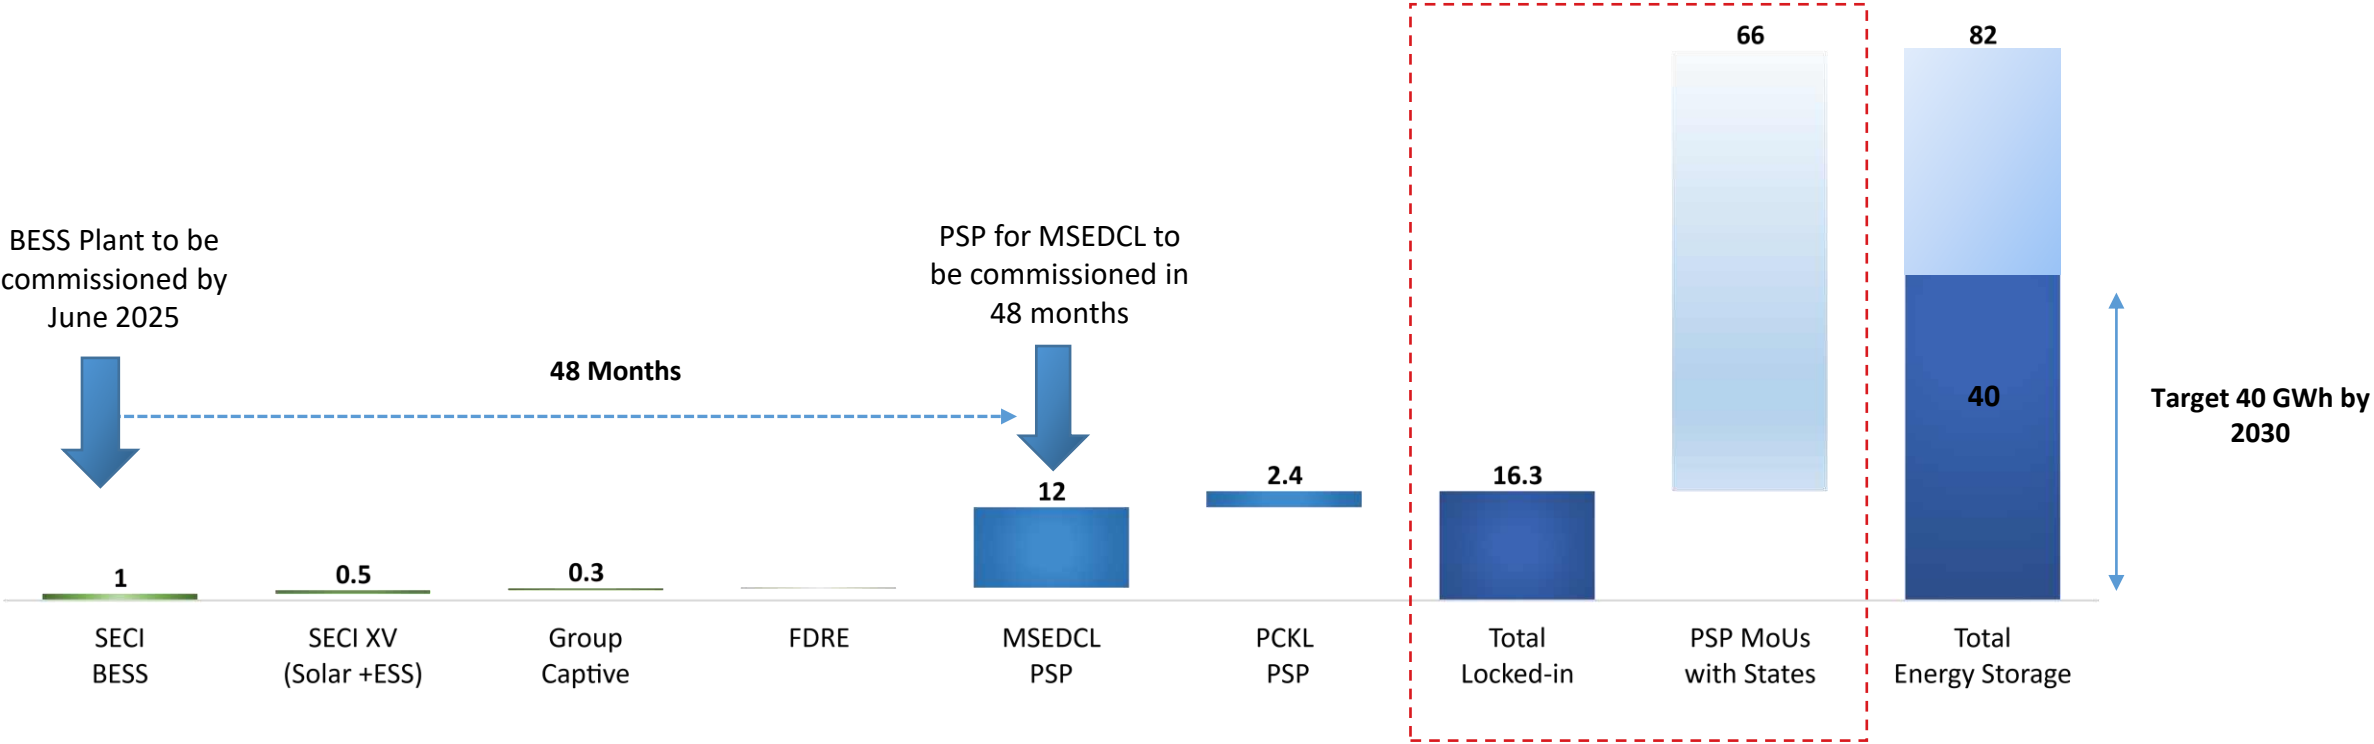 66
82
BESS Plant to be
commissioned by
June 2025
PSP for MSEDCL to
be commissioned in
48 months
48 Months
40
Target 40 GWh by
2030
1
0.5
0.3
12
2.4
16.3
SECI
BESS
SECI XV
(Solar +ESS)
Group
Captive
FDRE
MSEDCL
PSP
PCKL
PSP
Total
Locked-in
PSP MoUs
with States
Total
Energy Storage